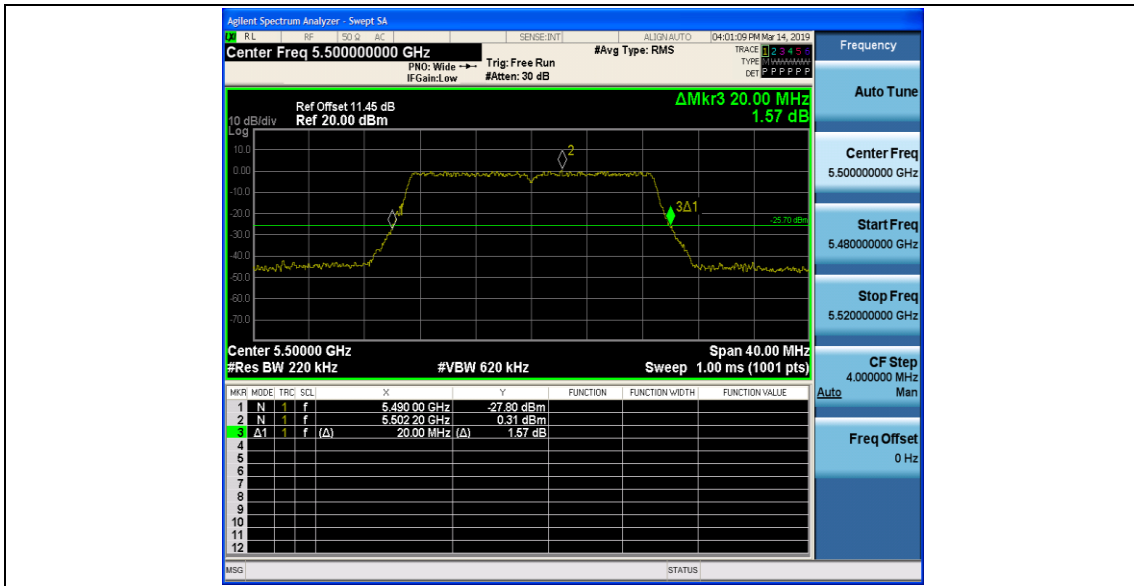 Agilent Spectrum Analyzer - Swept SA
RL RF 50 Ω AC SENSE:INT ALIGN AUTO 04:01:09 PM Mar 14, 2019
Center Freq 5.500000000 GHz
#Avg Type: RMS
TRACE 1 2 3 4 5 6
PNO: Wide Trig: Free Run
TYPE M W W W W W
IFGain:Low #Atten: 30 dB
DET P P P P P P
ΔMkr3 20.00 MHz
1.57 dB
Ref Offset 11.45 dB
10 dB/div Ref 20.00 dBm
Log
10.0
0.00
-10.0
-20.0
-30.0
-40.0
-50.0
-60.0
-70.0
2
1
3Δ1
-25.70 dBm
Center 5.50000 GHz Span 40.00 MHz
#Res BW 220 kHz #VBW 620 kHz Sweep 1.00 ms (1001 pts)
MKR MODE TRC SCL X Y FUNCTION FUNCTION WIDTH FUNCTION VALUE
1 N 1 f 5.490 00 GHz -27.80 dBm
2 N 1 f 5.502 20 GHz 0.31 dBm
3 Δ1 1 f (Δ) 20.00 MHz (Δ) 1.57 dB
4
5
6
7
8
9
10
11
12
MSG STATUS
Frequency
Auto Tune
Center Freq
5.500000000 GHz
Start Freq
5.480000000 GHz
Stop Freq
5.520000000 GHz
CF Step
4.000000 MHz
Auto Man
Freq Offset
0 Hz